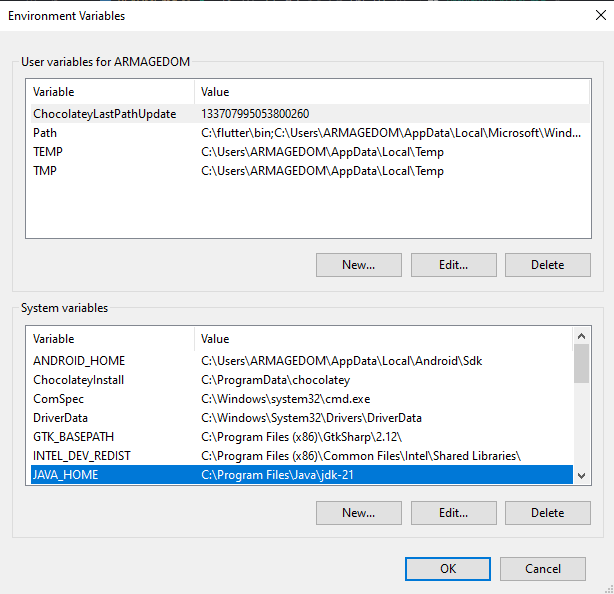 Environment Variables
User variables for ARMAGEDOM
Variable Value
ChocolateyLastPathUpdate 133707995053800260
Path C:\flutter\bin;C:\Users\ARMAGEDOM\AppData\Local\Microsoft\Wind...
TEMP C:\Users\ARMAGEDOM\AppData\Local\Temp
TMP C:\Users\ARMAGEDOM\AppData\Local\Temp
New... Edit... Delete
System variables
Variable Value
ANDROID_HOME C:\Users\ARMAGEDOM\AppData\Local\Android\Sdk
ChocolateyInstall C:\ProgramData\chocolatey
ComSpec C:\Windows\system32\cmd.exe
DriverData C:\Windows\System32\Drivers\DriverData
GTK_BASEPATH C:\Program Files (x86)\GtkSharp\2.12\
INTEL_DEV_REDIST C:\Program Files (x86)\Common Files\Intel\Shared Libraries\
JAVA_HOME C:\Program Files\Java\jdk-21
New... Edit... Delete
OK Cancel